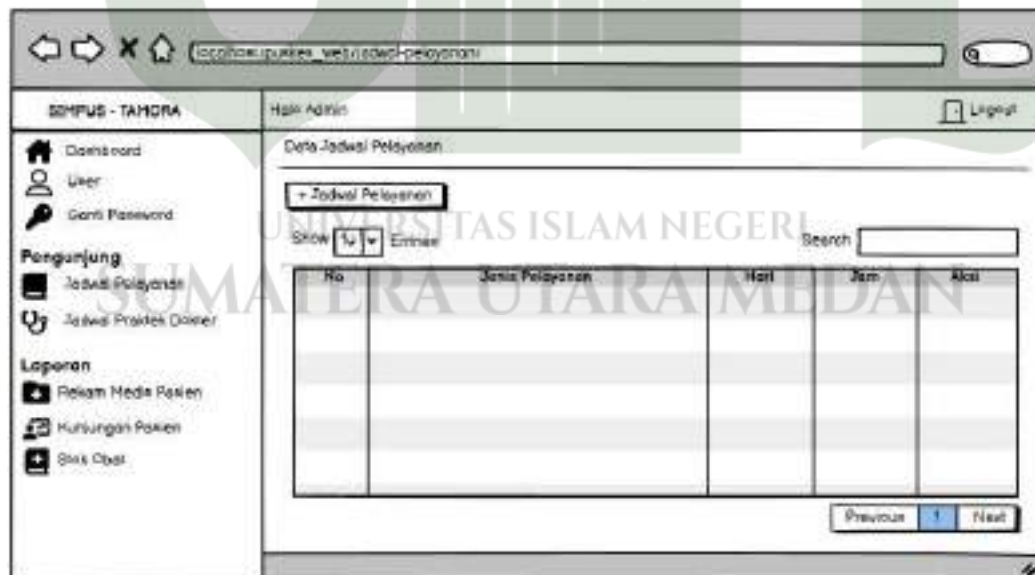 localhost/puskes_web/jadwal-pelayanan/
SIMPUS - TAMORA
Halo Admin
Logout
Dashboard
User
Ganti Password
Pengunjung
Jadwal Pelayanan
Jadwal Praktek Dokter
Laporan
Rekam Medis Pasien
Kunjungan Pasien
Stok Obat
Data Jadwal Pelayanan
+ Jadwal Pelayanan
Show 10 Entries
Search
No Jenis Pelayanan Hari Jam Aksi
Previous 1 Next
UNIVERSITAS ISLAM NEGERI
SUMATERA UTARA MEDAN